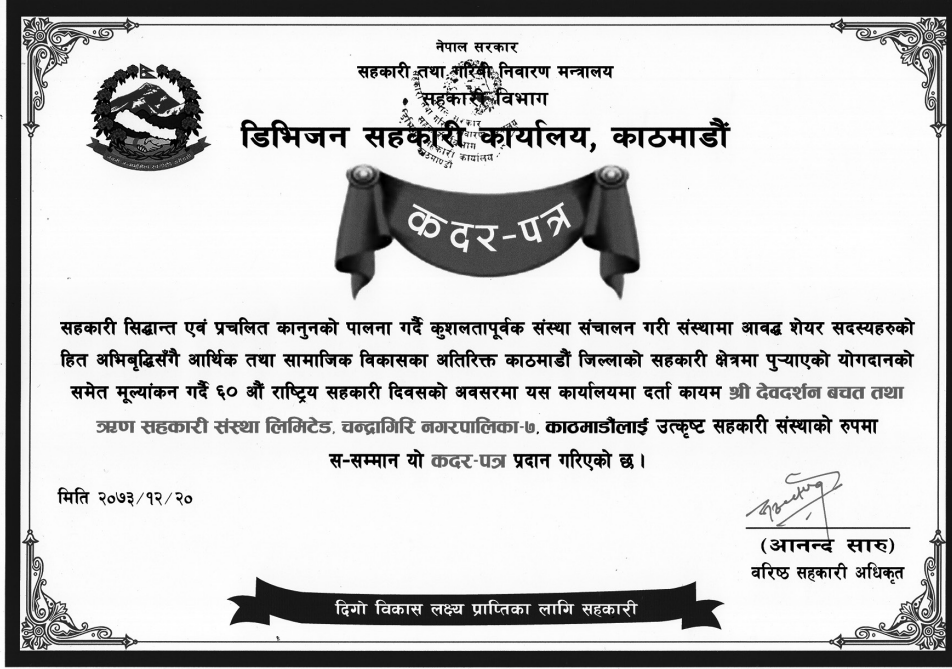 नेपाल सरकार
सहकारी तथा गरिबी निवारण मन्त्रालय
सहकारी विभाग
डिभिजन सहकारी कार्यालय, काठमाडौं
कदर-पत्र
सहकारी सिद्धान्त एवं प्रचलित कानुनको पालना गर्दै कुशलतापूर्वक संस्था संचालन गरी संस्थामा आवद्ध शेयर सदस्यहरुको
हित अभिबृद्धिसँगै आर्थिक तथा सामाजिक विकासका अतिरिक्त काठमाडौं जिल्लाको सहकारी क्षेत्रमा पुऱ्याएको योगदानको
समेत मूल्यांकन गर्दै ६० औं राष्ट्रिय सहकारी दिवसको अवसरमा यस कार्यालयमा दर्ता कायम श्री देवदर्शन बचत तथा
ऋण सहकारी संस्था लिमिटेड, चन्द्रागिरि नगरपालिका-७, काठमाडौंलाई उत्कृष्ट सहकारी संस्थाको रुपमा
स-सम्मान यो कदर-पत्र प्रदान गरिएको छ ।
मिति २०७३/१२/२०
(आनन्द सारु)
वरिष्ठ सहकारी अधिकृत
दिगो विकास लक्ष्य प्राप्तिका लागि सहकारी